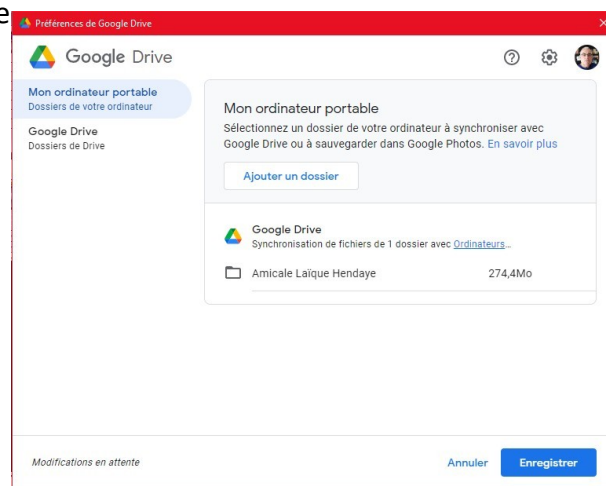 e
Préférences de Google Drive
Google Drive
Mon ordinateur portable
Dossiers de votre ordinateur
Google Drive
Dossiers de Drive
Mon ordinateur portable
Sélectionnez un dossier de votre ordinateur à synchroniser avec
Google Drive ou à sauvegarder dans Google Photos. En savoir plus
Ajouter un dossier
Google Drive
Synchronisation de fichiers de 1 dossier avec Ordinateurs...
Amicale Laïque Hendaye 274,4Mo
Modifications en attente
Annuler Enregistrer